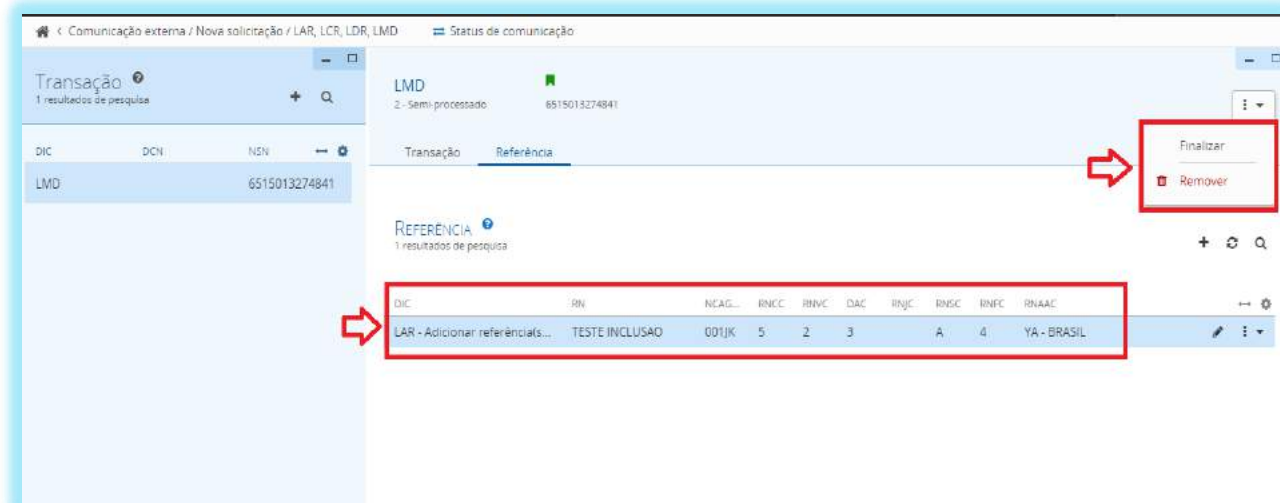 Comunicação externa / Nova solicitação / LAR, LCR, LDR, LMD Status de comunicação
Transação
1 resultados de pesquisa
DIC DCN NSN
LMD 6515013274841
LMD
2 - Semi-processado 6515013274841
Transação Referência
Finalizar
Remover
REFERÊNCIA
1 resultados de pesquisa
DIC RN NCAG... RNCC RNVC DAC RNJC RNSC RNFC RNAAC
LAR - Adicionar referência(s... TESTE INCLUSAO 001JK 5 2 3 A 4 YA - BRASIL